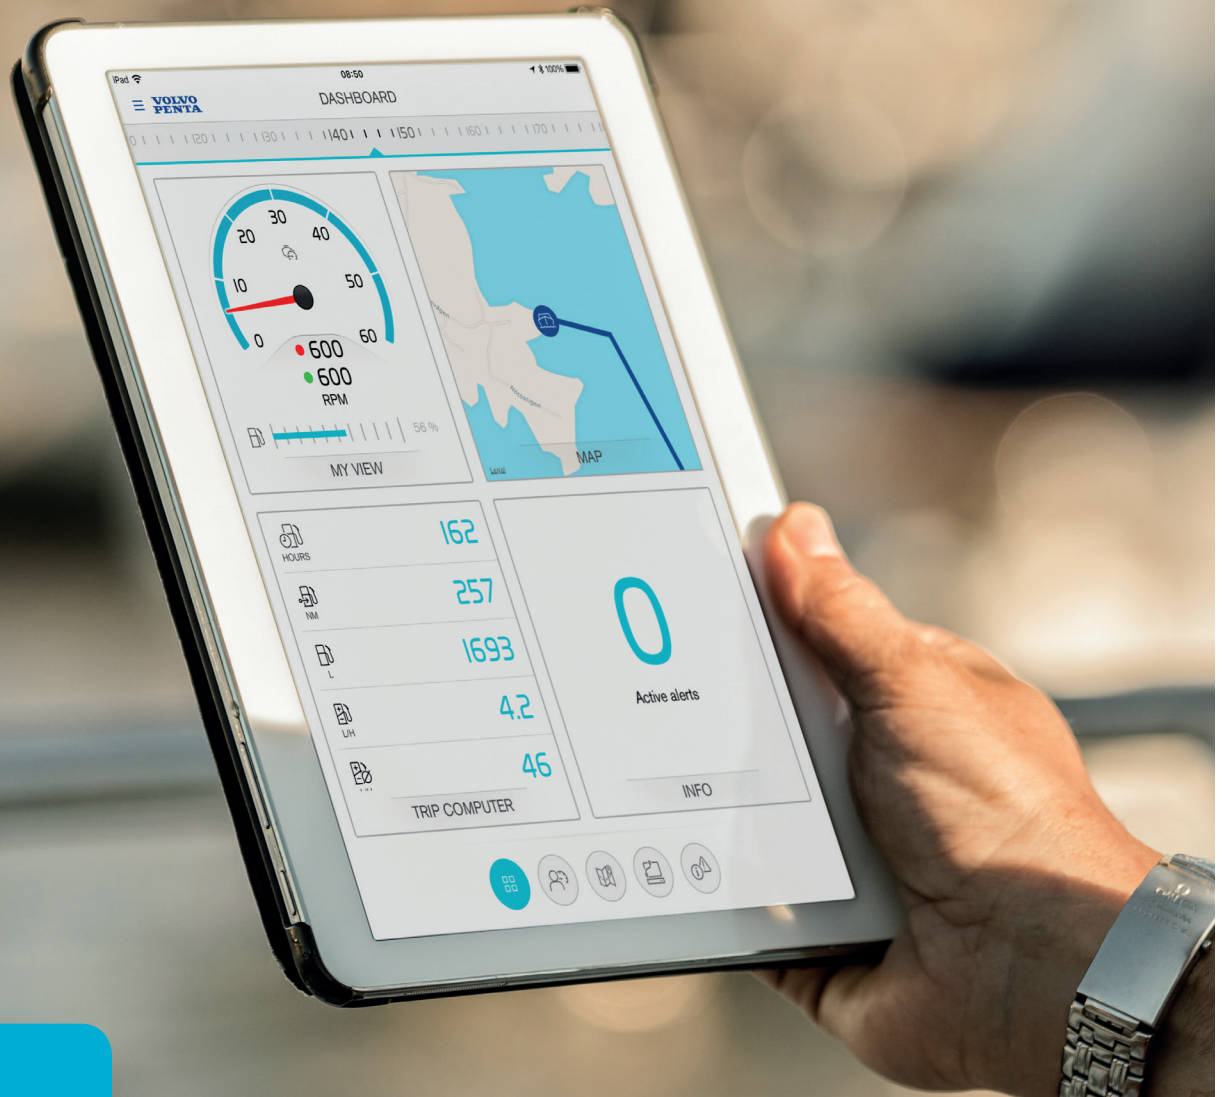 iPad 08:50 100%
VOLVO
PENTA
DASHBOARD
120 130 140 150 160 170
30
20 40
10 50
0 60
600
600
RPM
56 %
MY VIEW
MAP
HOURS 162
NM 257
L 1693
L/H 4.2
46
TRIP COMPUTER
0
Active alerts
INFO